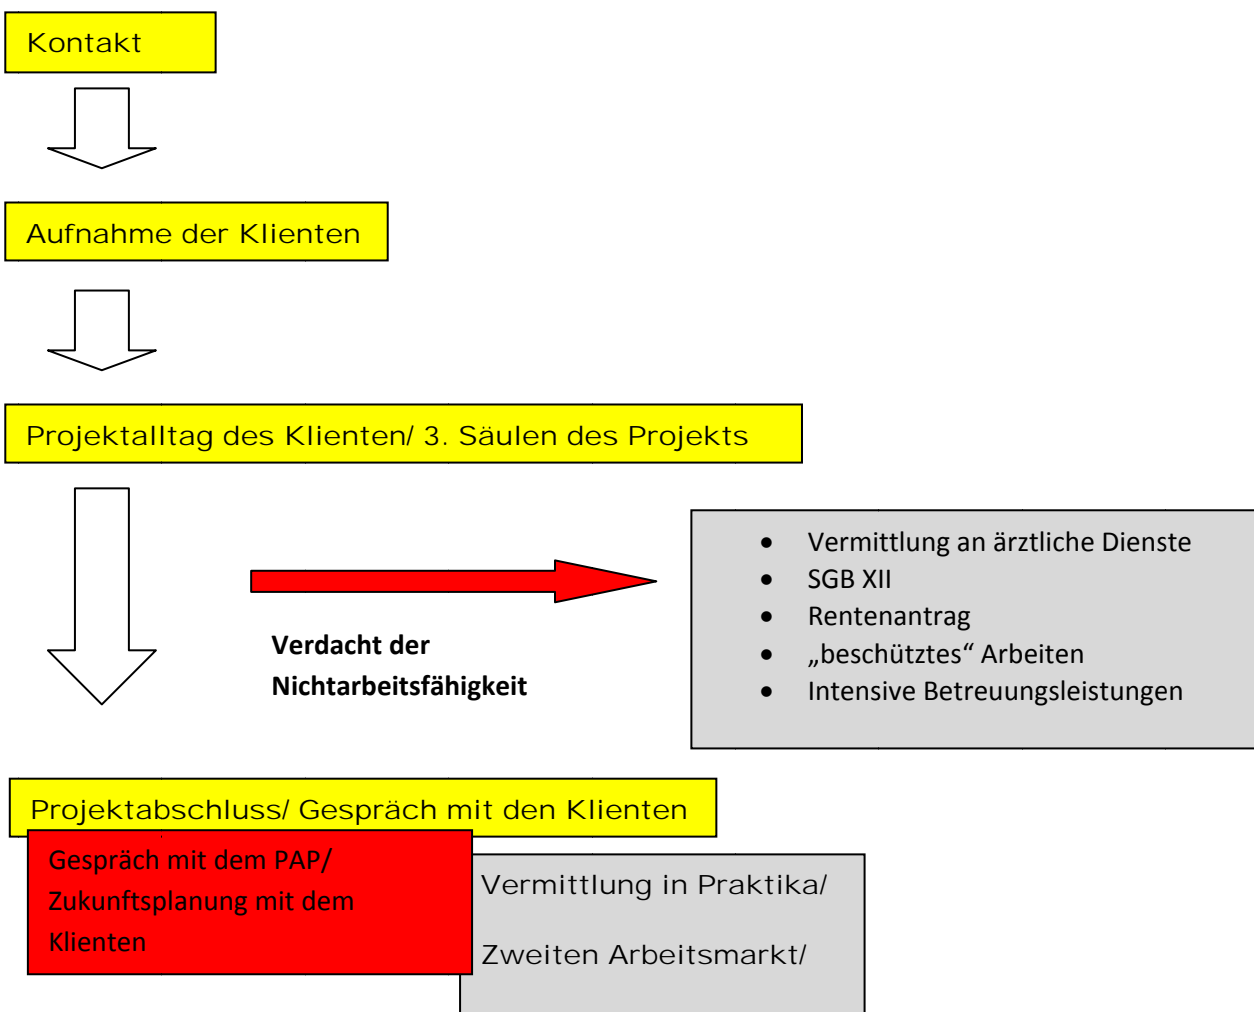 Kontakt
Aufnahme der Klienten
Projektalltag des Klienten/ 3. Säulen des Projekts
Verdacht der
Nichtarbeitsfähigkeit
• Vermittlung an ärztliche Dienste
• SGB XII
• Rentenantrag
• „beschütztes“ Arbeiten
• Intensive Betreuungsleistungen
Projektabschluss/ Gespräch mit den Klienten
Gespräch mit dem PAP/
Zukunftsplanung mit dem
Klienten
Vermittlung in Praktika/
Zweiten Arbeitsmarkt/